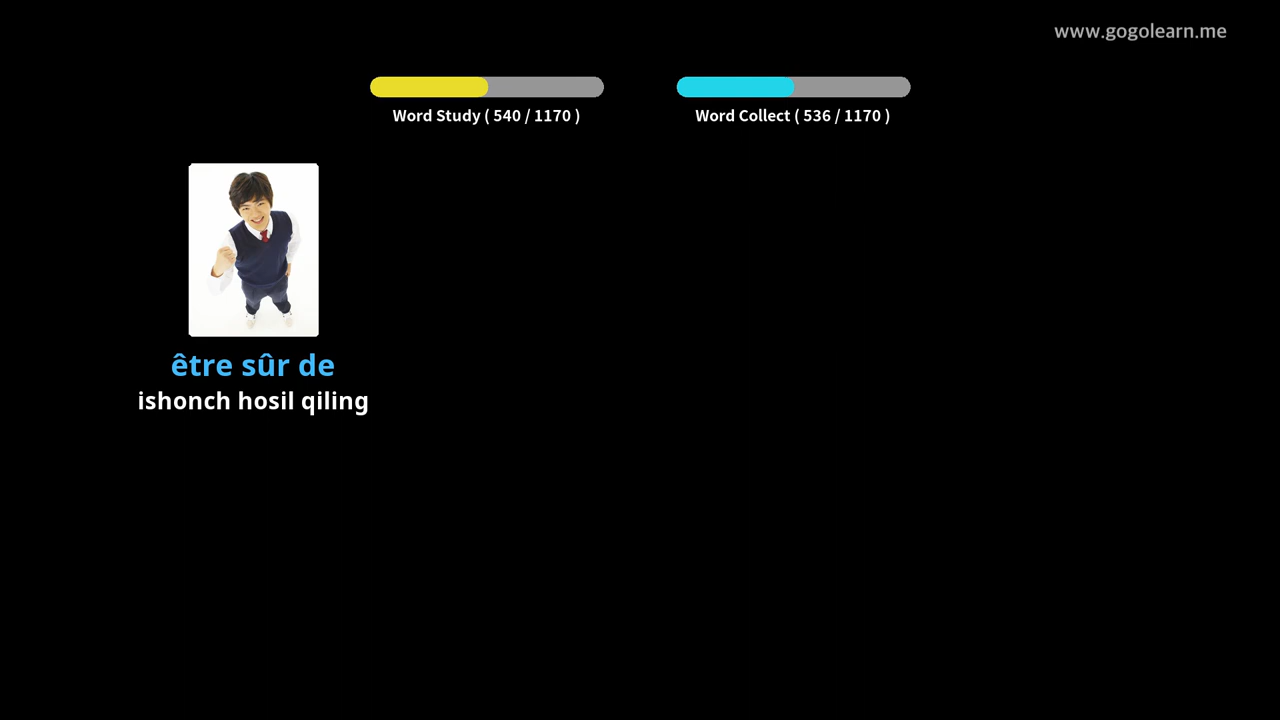 www.gogolearn.me
Word Study ( 540 / 1170 )
Word Collect ( 536 / 1170 )
être sûr de
ishonch hosil qiling